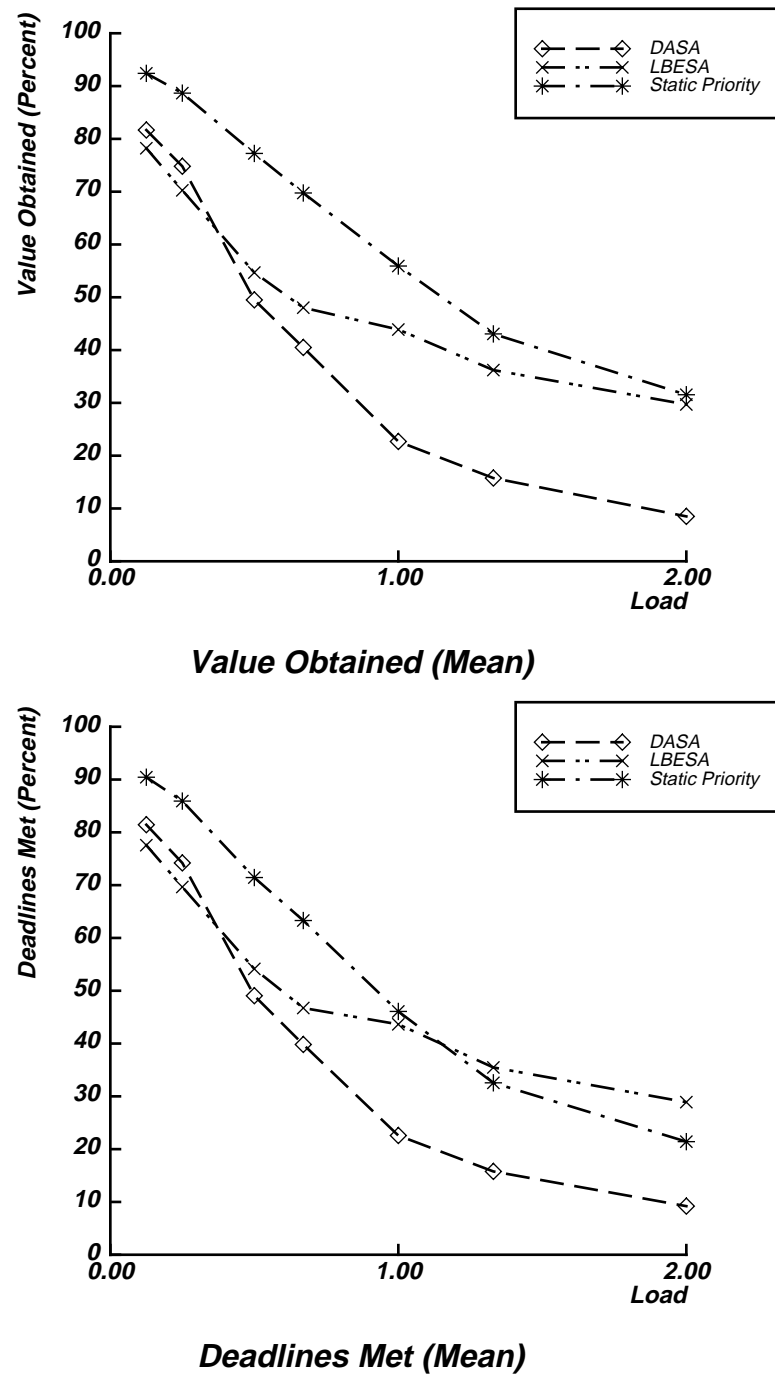 100
90
80
70
60
50
40
30
20
10
0
Value Obtained (Percent)
DASA
LBESA
Static Priority
0.00
1.00
2.00
Load
Value Obtained (Mean)
100
90
80
70
60
50
40
30
20
10
0
Deadlines Met (Percent)
DASA
LBESA
Static Priority
0.00
1.00
2.00
Load
Deadlines Met (Mean)